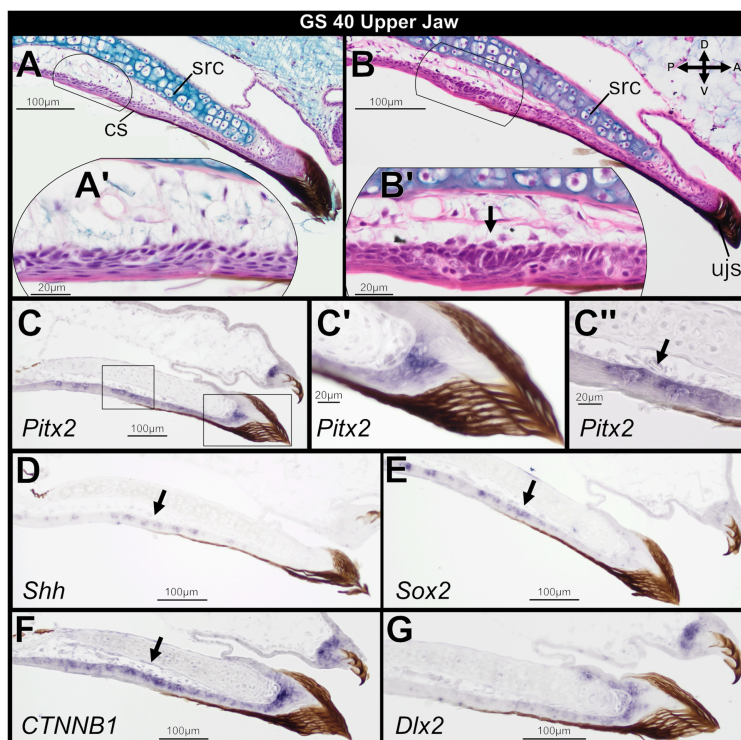 GS 40 Upper Jaw
A
src
cs
100μm
A'
20μm
B
src
100μm
D
P A
V
B'
20μm
ujs
C
100μm
Pitx2
C'
20μm
Pitx2
C"
20μm
Pitx2
D
100μm
Shh
E
100μm
Sox2
F
100μm
CTNNB1
G
100μm
Dlx2